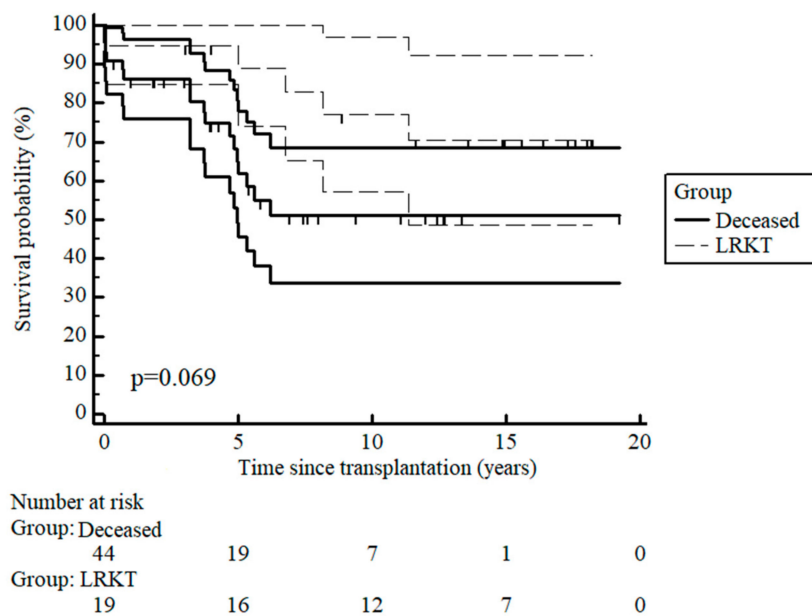 100
90
80
70
60
50
40
30
20
10
0
Survival probability (%)
p=0.069
0 5 10 15 20
Time since transplantation (years)
Group
Deceased
LRKT
Number at risk
Group: Deceased
44 19 7 1 0
Group: LRKT
19 16 12 7 0